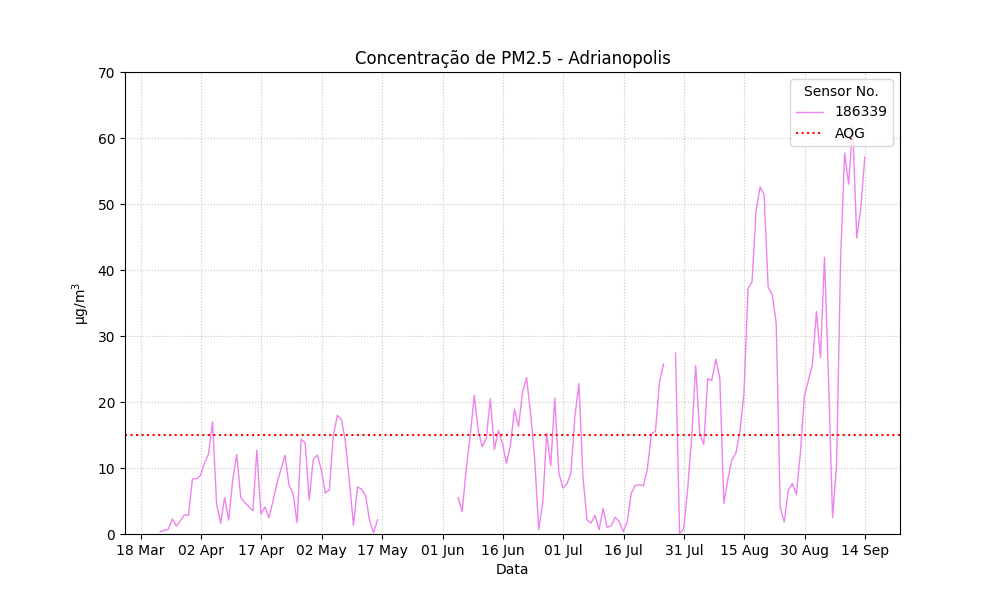 Concentração de PM2.5 - Adrianopolis
Sensor No.
186339
AQG
µg/m³
70
60
50
40
30
20
10
0
18 Mar 02 Apr 17 Apr 02 May 17 May 01 Jun 16 Jun 01 Jul 16 Jul 31 Jul 15 Aug 30 Aug 14 Sep
Data